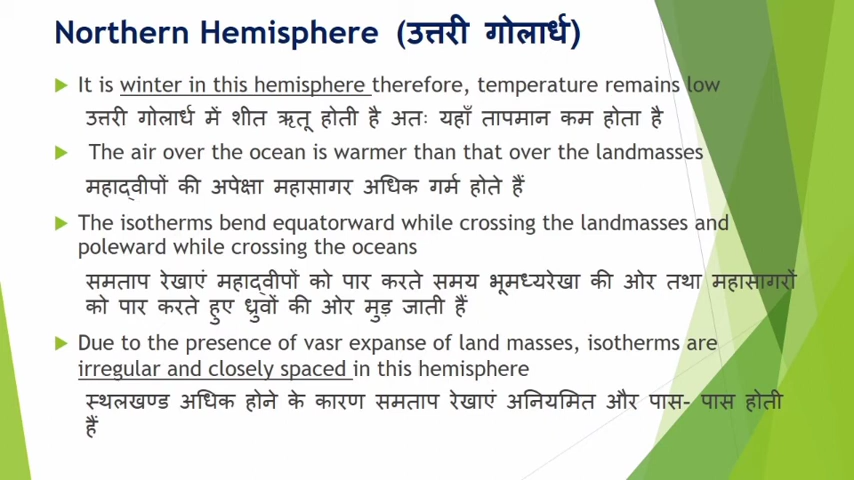 Northern Hemisphere (उत्तरी गोलार्ध)
It is winter in this hemisphere therefore, temperature remains low
उत्तरी गोलार्ध में शीत ऋतू होती है अतः यहाँ तापमान कम होता है
The air over the ocean is warmer than that over the landmasses
महाद्वीपों की अपेक्षा महासागर अधिक गर्म होते हैं
The isotherms bend equatorward while crossing the landmasses and
poleward while crossing the oceans
समताप रेखाएं महाद्वीपों को पार करते समय भूमध्यरेखा की ओर तथा महासागरों
को पार करते हुए ध्रुवों की ओर मुड़ जाती हैं
Due to the presence of vasr expanse of land masses, isotherms are
irregular and closely spaced in this hemisphere
स्थलखण्ड अधिक होने के कारण समताप रेखाएं अनियमित और पास- पास होती
हैं